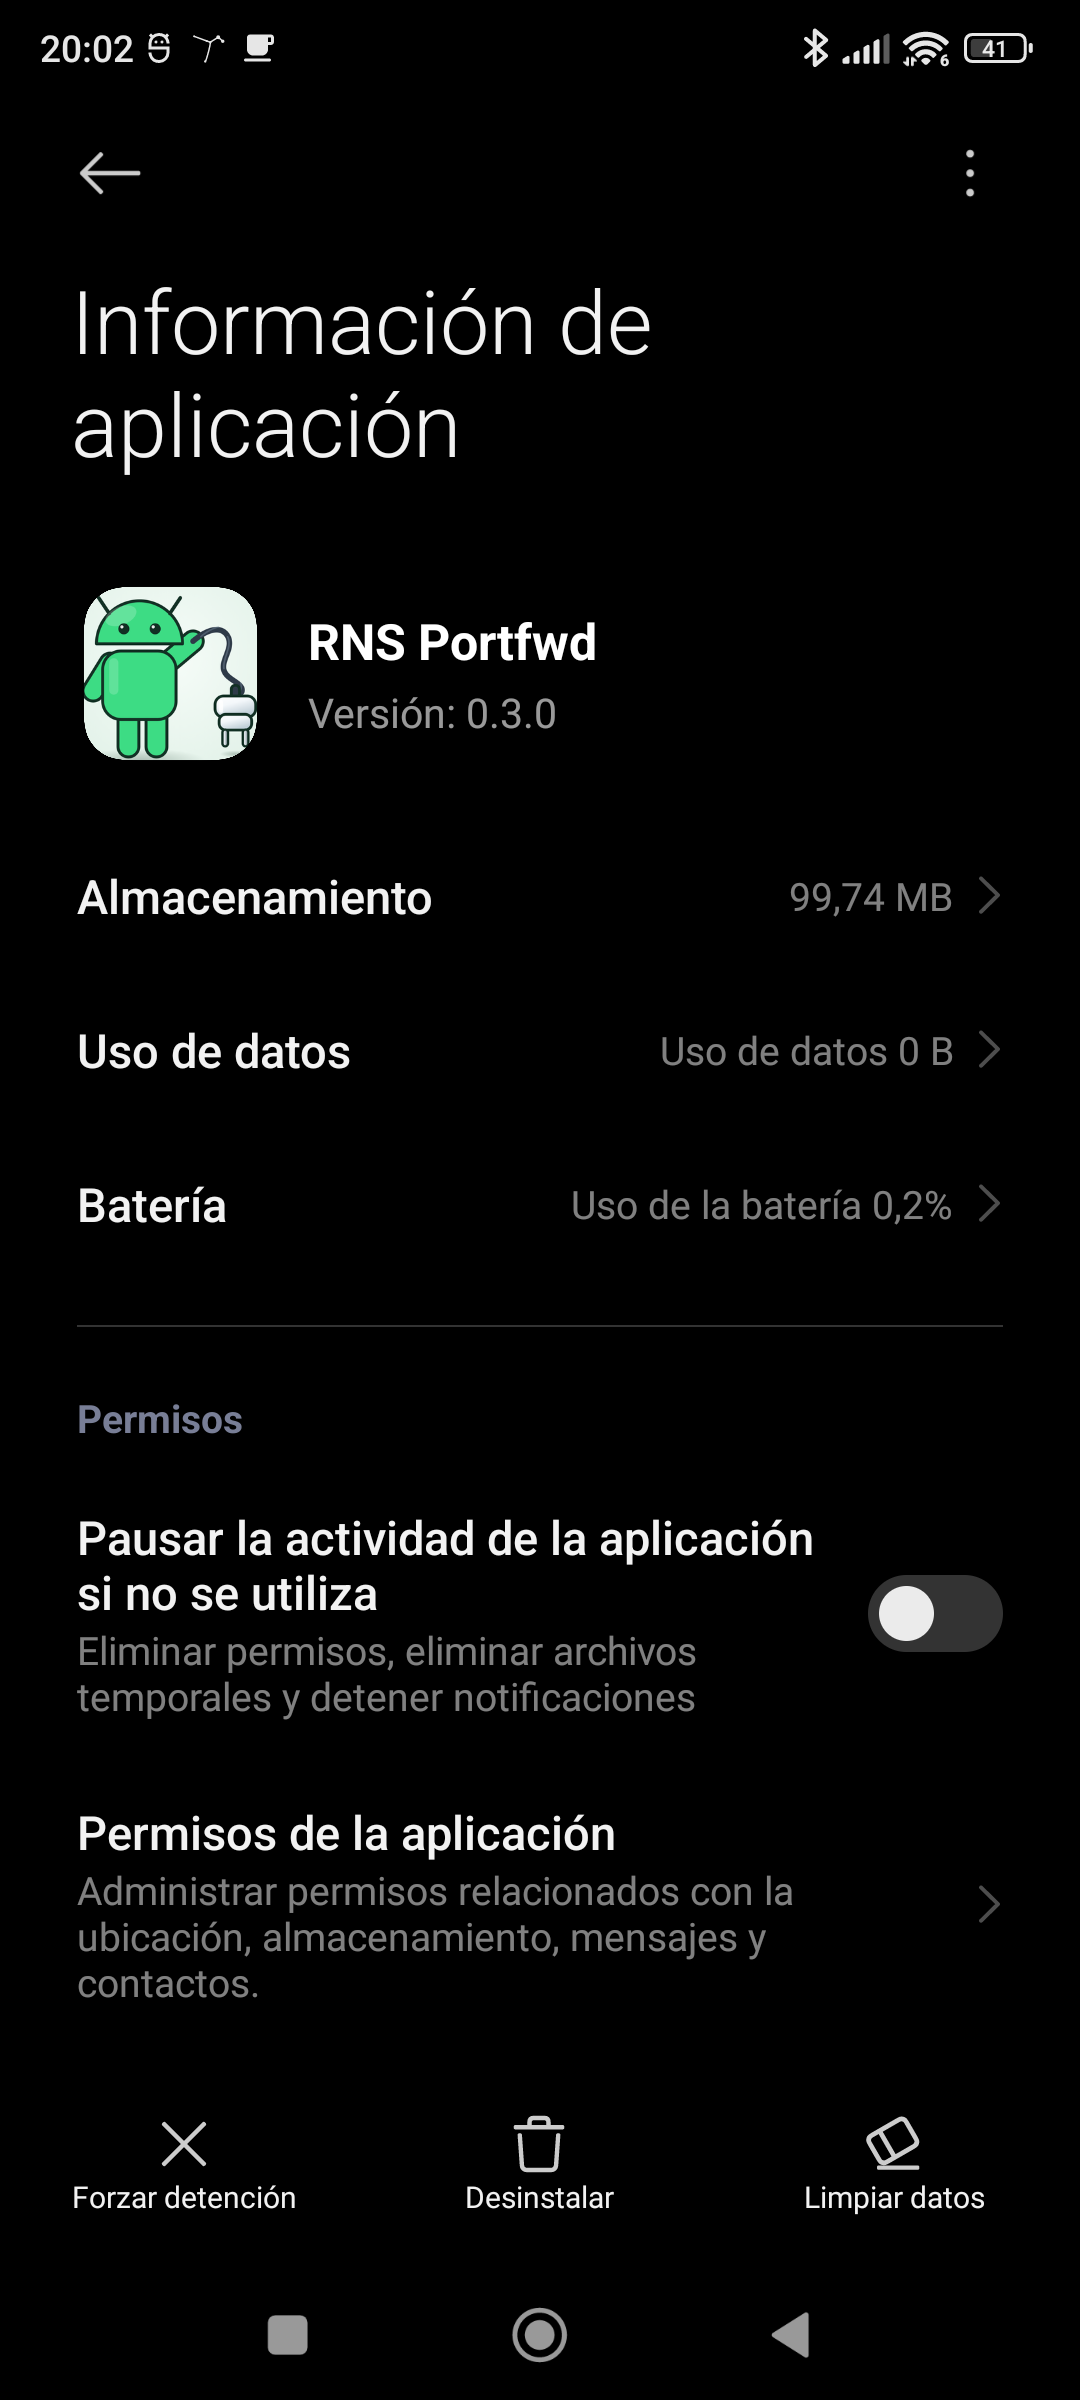 20:02
6
41
Información de
aplicación
RNS Portfwd
Versión: 0.3.0
Almacenamiento
99,74 MB
Uso de datos
Uso de datos 0 B
Batería
Uso de la batería 0,2%
Permisos
Pausar la actividad de la aplicación
si no se utiliza
Eliminar permisos, eliminar archivos
temporales y detener notificaciones
Permisos de la aplicación
Administrar permisos relacionados con la
ubicación, almacenamiento, mensajes y
contactos.
Forzar detención
Desinstalar
Limpiar datos